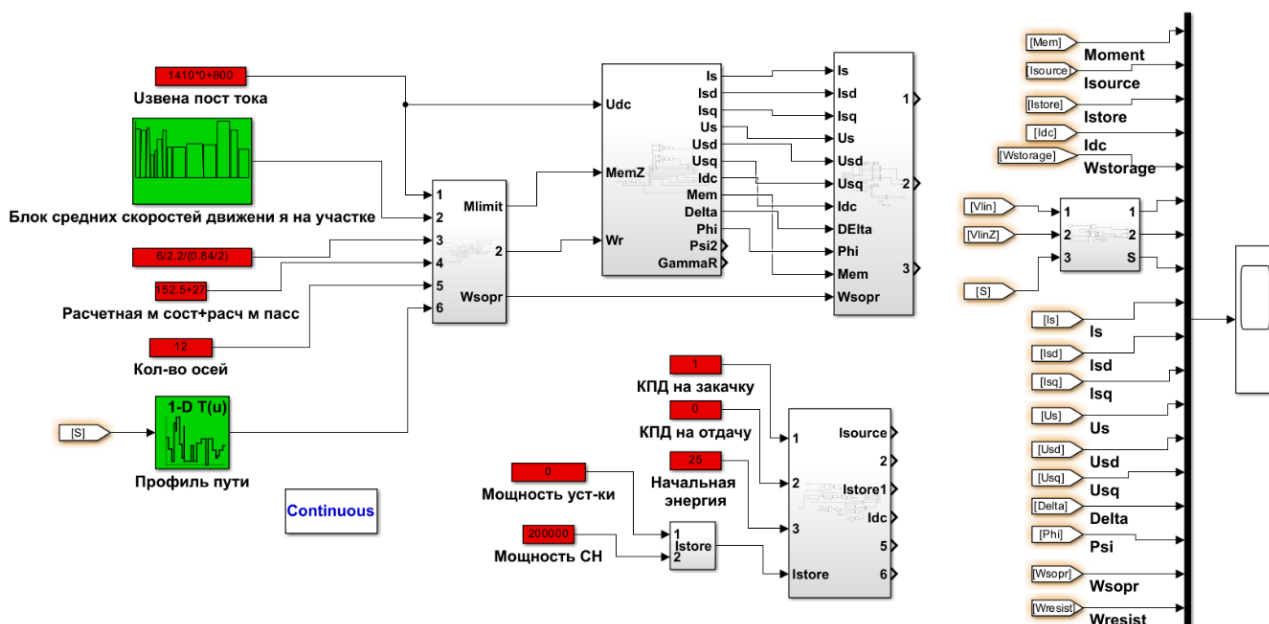 1410*0+800
Uзвена пост тока
Блок средних скоростей движени я на участке
6/2.2/(0.84/2)
152.5+27
Расчетная м сост+расч м пасс
12
Кол-во осей
[S]
1-D T(u)
Профиль пути
Continuous
1
2
3
4
5
6
Mlimit
2
Wsopr
Udc
MemZ
Wr
Is
Isd
Isq
Us
Usd
Usq
Idc
Mem
Delta
Phi
Psi2
GammaR
Is
Isd
Isq
Us
Usd
Usq
Idc
DElta
Phi
Mem
Wsopr
1
2
3
1
КПД на закачку
0
КПД на отдачу
25
Начальная
энергия
0
Мощность уст-ки
200000
Мощность СН
1
2
Istore
1
2
3
Istore
Isource
2
Istore1
Idc
5
6
[Mem]
Moment
[Isource]
Isource
[Istore]
Istore
[Idc]
Idc
[Wstorage]
Wstorage
[Vlin]
[VlinZ]
[S]
1
2
3
1
2
S
[Is]
Is
[Isd]
Isd
[Isq]
Isq
[Us]
Us
[Usd]
Usd
[Usq]
Usq
[Delta]
Delta
[Phi]
Psi
[Wsopr]
Wsopr
[Wresist]
Wresist